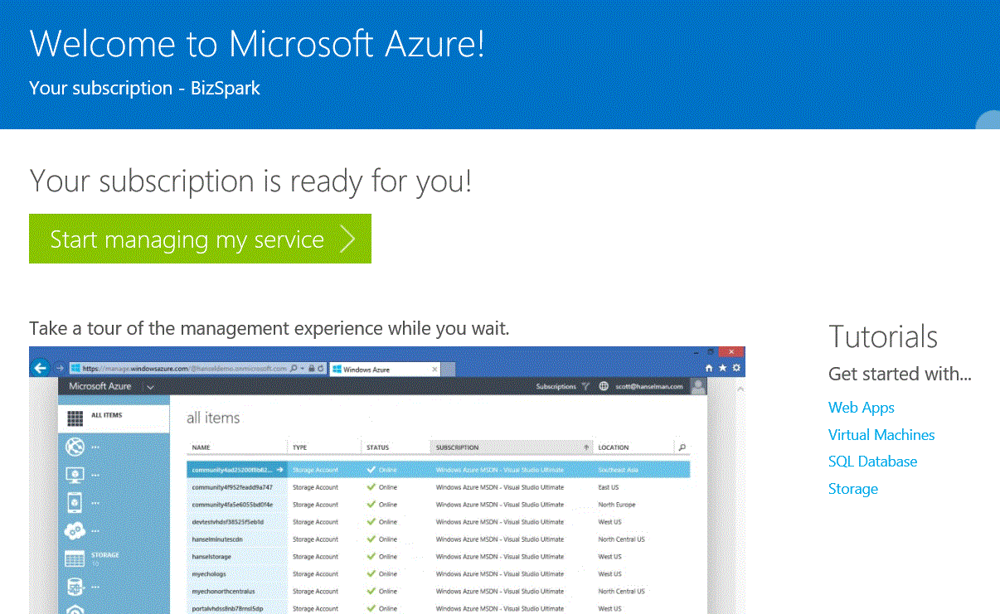 Welcome to Microsoft Azure!
Your subscription - BizSpark
Your subscription is ready for you!
Start managing my service
Take a tour of the management experience while you wait.
https://manage.windowsazure.com/@hanseldemo.onmicrosoft.com
Windows Azure
Microsoft Azure
Subscriptions
scott@hanselman.com
ALL ITEMS
all items
NAME TYPE STATUS SUBSCRIPTION LOCATION
Storage Account Online Windows Azure MSDN - Visual Studio Ultimate Southeast Asia
community4f952feadd9a747 Storage Account Online Windows Azure MSDN - Visual Studio Ultimate East US
community4fa5e6055bd0f4e Storage Account Online Windows Azure MSDN - Visual Studio Ultimate North Europe
devtestvhdsf38525f5eb1d Storage Account Online Windows Azure MSDN - Visual Studio Ultimate West US
hanselminutescdn Storage Account Online Windows Azure MSDN - Visual Studio Ultimate North Central US
hanselstorage Storage Account Online Windows Azure MSDN - Visual Studio Ultimate West US
myechologs Storage Account Online Windows Azure MSDN - Visual Studio Ultimate West US
myechonorthcentralus Storage Account Online Windows Azure MSDN - Visual Studio Ultimate North Central US
Storage Account Online Windows Azure MSDN - Visual Studio Ultimate West US
STORAGE
10
Tutorials
Get started with...
Web Apps
Virtual Machines
SQL Database
Storage